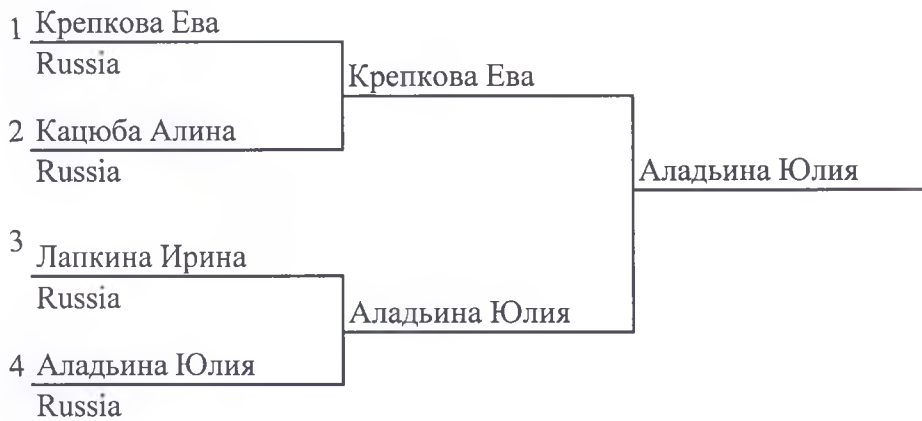 1 Крепкова Ева
Russia
Крепкова Ева
2 Кацюба Алина
Russia
Аладьина Юлия
3 Лапкина Ирина
Russia
Аладьина Юлия
4 Аладьина Юлия
Russia